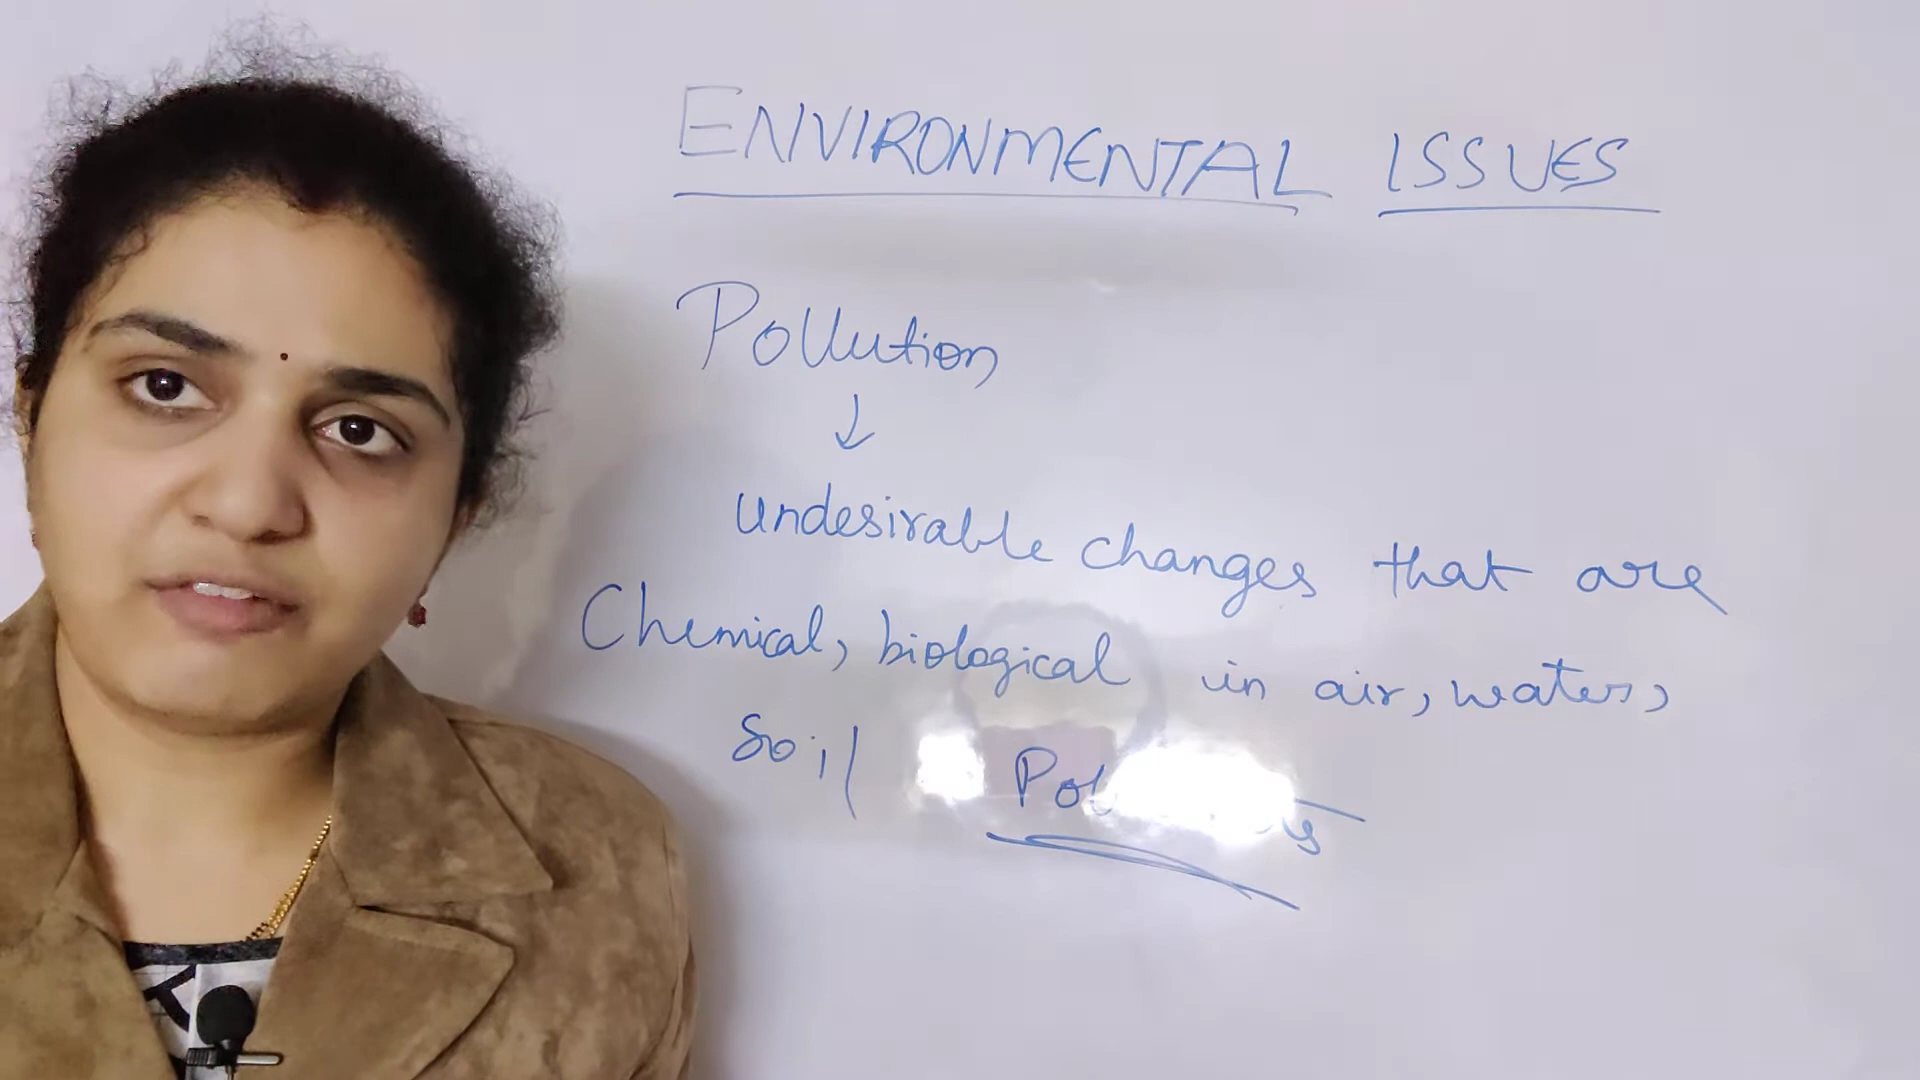 ENVIRONMENTAL ISSUES
Pollution
↓
undesirable changes that are
Chemical, biological in air, water,
Soil